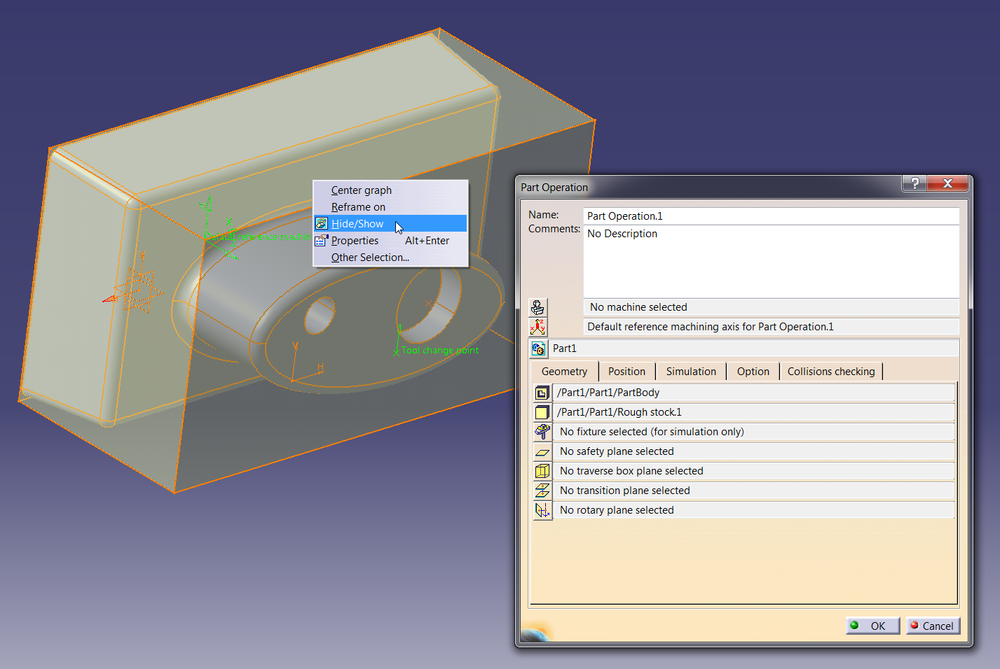 Center graph
Reframe on
Hide/Show
Properties Alt+Enter
Other Selection...
Tool change point
V
H
Part Operation
?
Name:
Part Operation.1
Comments:
No Description
No machine selected
Default reference machining axis for Part Operation.1
Part1
Geometry Position Simulation Option Collisions checking
/Part1/Part1/PartBody
/Part1/Part1/Rough stock.1
No fixture selected (for simulation only)
No safety plane selected
No traverse box plane selected
No transition plane selected
No rotary plane selected
OK Cancel